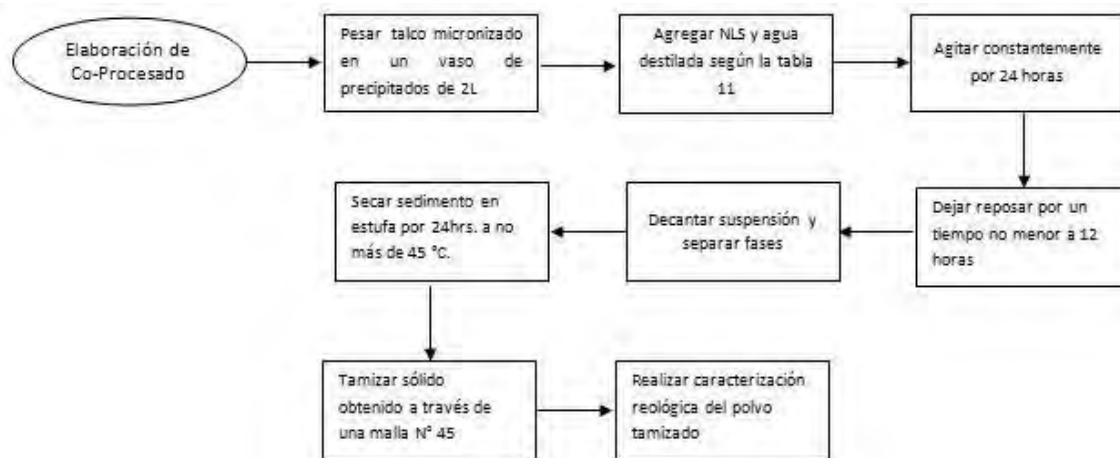 Elaboración de
Co-Procesado
Pesar talco micronizado
en un vaso de
precipitados de 2L
Agregar NLS y agua
destilada según la tabla
11
Agitar constantemente
por 24 horas
Dejar reposar por un
tiempo no menor a 12
horas
Decantar suspensión y
separar fases
Secar sedimento en
estufa por 24hrs. a no
más de 45 °C.
Tamizar sólido
obtenido a través de
una malla N° 45
Realizar caracterización
reológica del polvo
tamizado